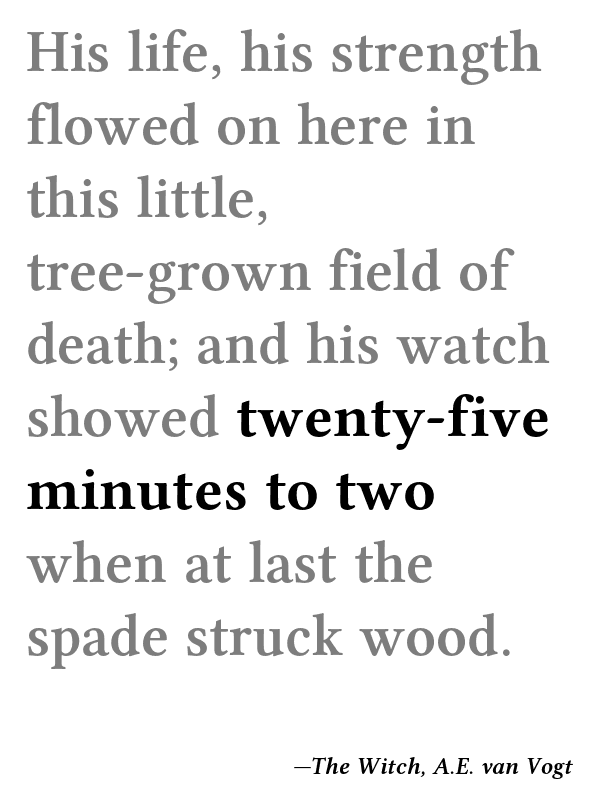 His life, his strength
flowed on here in
this little,
tree-grown field of
death; and his watch
showed twenty-five
minutes to two
when at last the
spade struck wood.
—The Witch, A.E. van Vogt